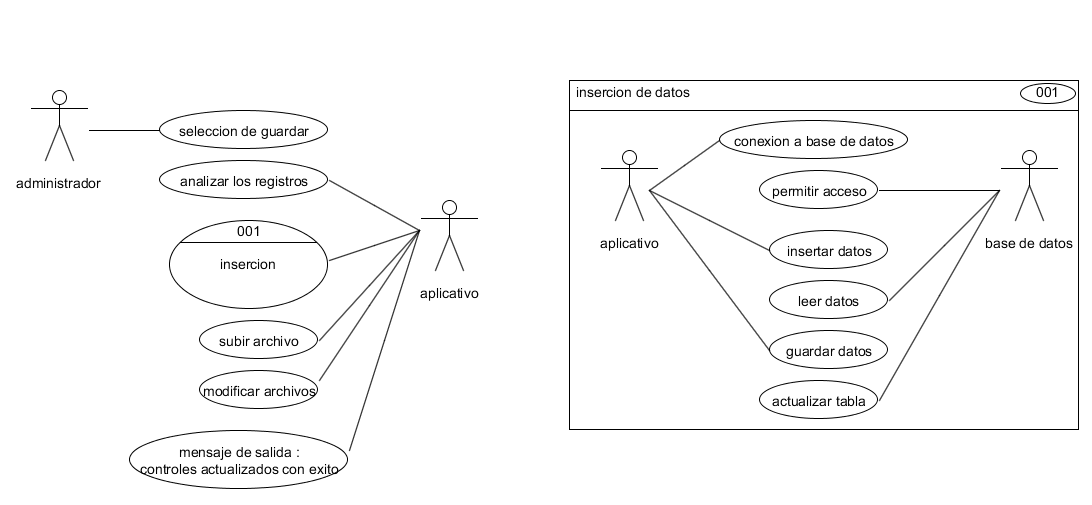 administrador
seleccion de guardar
analizar los registros
001
insercion
subir archivo
modificar archivos
mensaje de salida :
controles actualizados con exito
aplicativo
insercion de datos
001
aplicativo
conexion a base de datos
permitir acceso
insertar datos
leer datos
guardar datos
actualizar tabla
base de datos